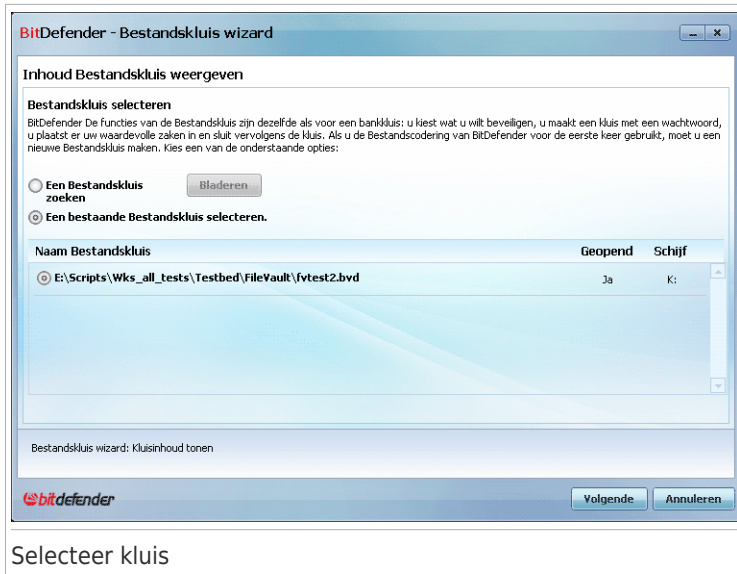 BitDefender - Bestandskluis wizard
Inhoud Bestandskluis weergeven
Bestandskluis selecteren
BitDefender De functies van de Bestandskluis zijn dezelfde als voor een bankkluis: u kiest wat u wilt beveiligen, u maakt een kluis met een wachtwoord,
u plaatst er uw waardevolle zaken in en sluit vervolgens de kluis. Als u de Bestandscodering van BitDefender voor de eerste keer gebruikt, moet u een
nieuwe Bestandskluis maken. Kies een van de onderstaande opties:
Een Bestandskluis
zoeken
Bladeren
Een bestaande Bestandskluis selecteren.
Naam Bestandskluis Geopend Schijf
E:\Scripts\Wks_all_tests\Testbed\FileVault\fvtest2.bvd Ja K:
Bestandskluis wizard: Kluisinhoud tonen
bitdefender
Volgende Annuleren
Selecteer kluis